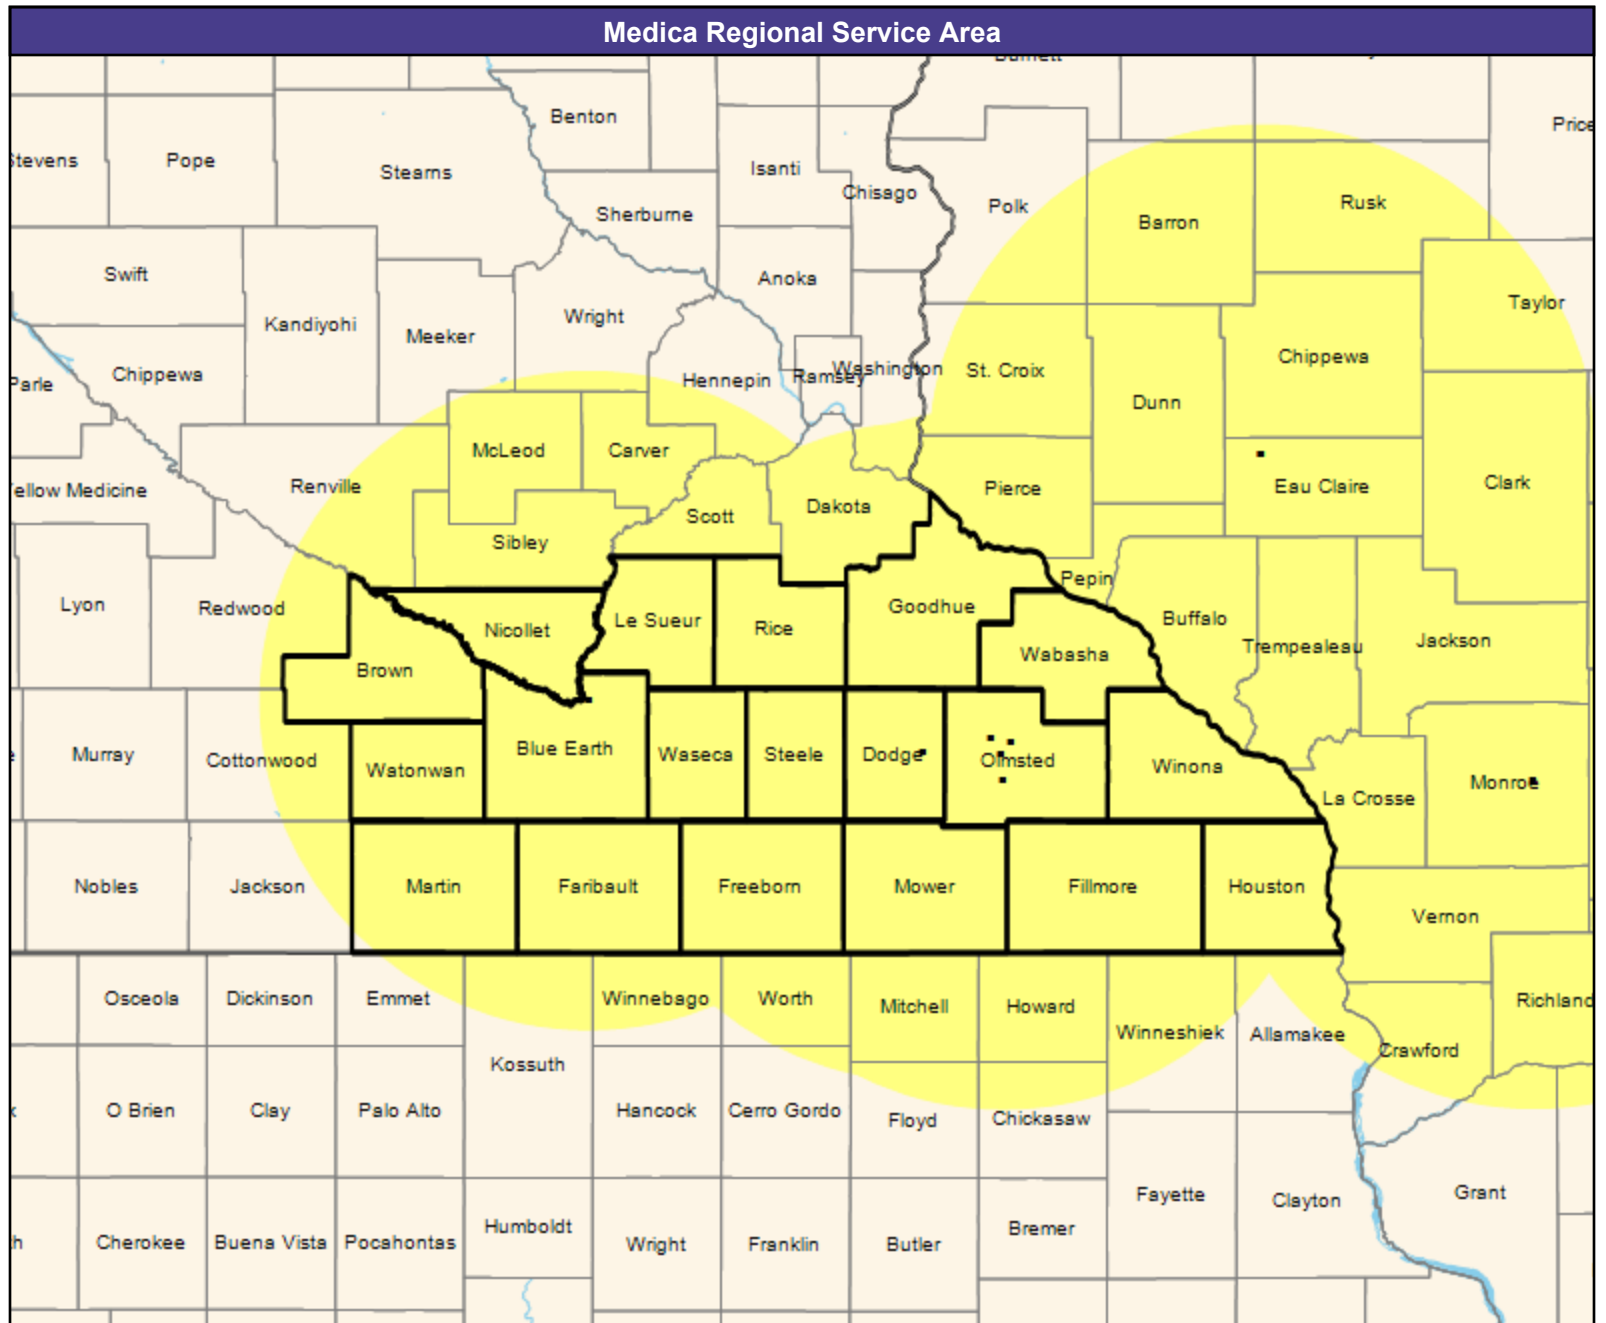 Medica Regional Service Area
Benton
Price
Stevens
Pope
Stearns
Isanti
Chisago
Polk
Barron
Rusk
Sherburne
Swift
Anoka
Taylor
Kandiyohi
Meeker
Wright
Chippewa
Parle
Chippewa
Hennepin
Ramsey
Washington
St. Croix
Dunn
McLeod
Carver
Renville
Yellow Medicine
Scott
Dakota
Pierce
Eau Claire
Clark
Sibley
Lyon
Redwood
Nicollet
Le Sueur
Rice
Goodhue
Pepin
Buffalo
Trempealeau
Jackson
Brown
Wabasha
Murray
Cottonwood
Watonwan
Blue Earth
Waseca
Steele
Dodge
Olmsted
Winona
La Crosse
Monroe
Nobles
Jackson
Martin
Faribault
Freeborn
Mower
Fillmore
Houston
Vernon
Osceola
Dickinson
Emmet
Winnebago
Worth
Mitchell
Howard
Winneshiek
Allamakee
Crawford
Richland
Kossuth
O Brien
Clay
Palo Alto
Hancock
Cerro Gordo
Floyd
Chickasaw
Fayette
Clayton
Grant
Cherokee
Buena Vista
Pocahontas
Humboldt
Wright
Franklin
Butler
Bremer